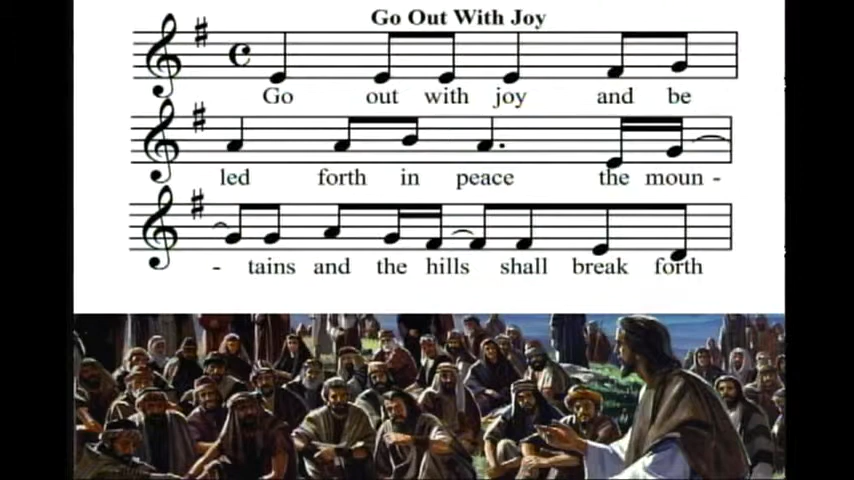 Go Out With Joy
Go out with joy and be
led forth in peace the moun -
- tains and the hills shall break forth